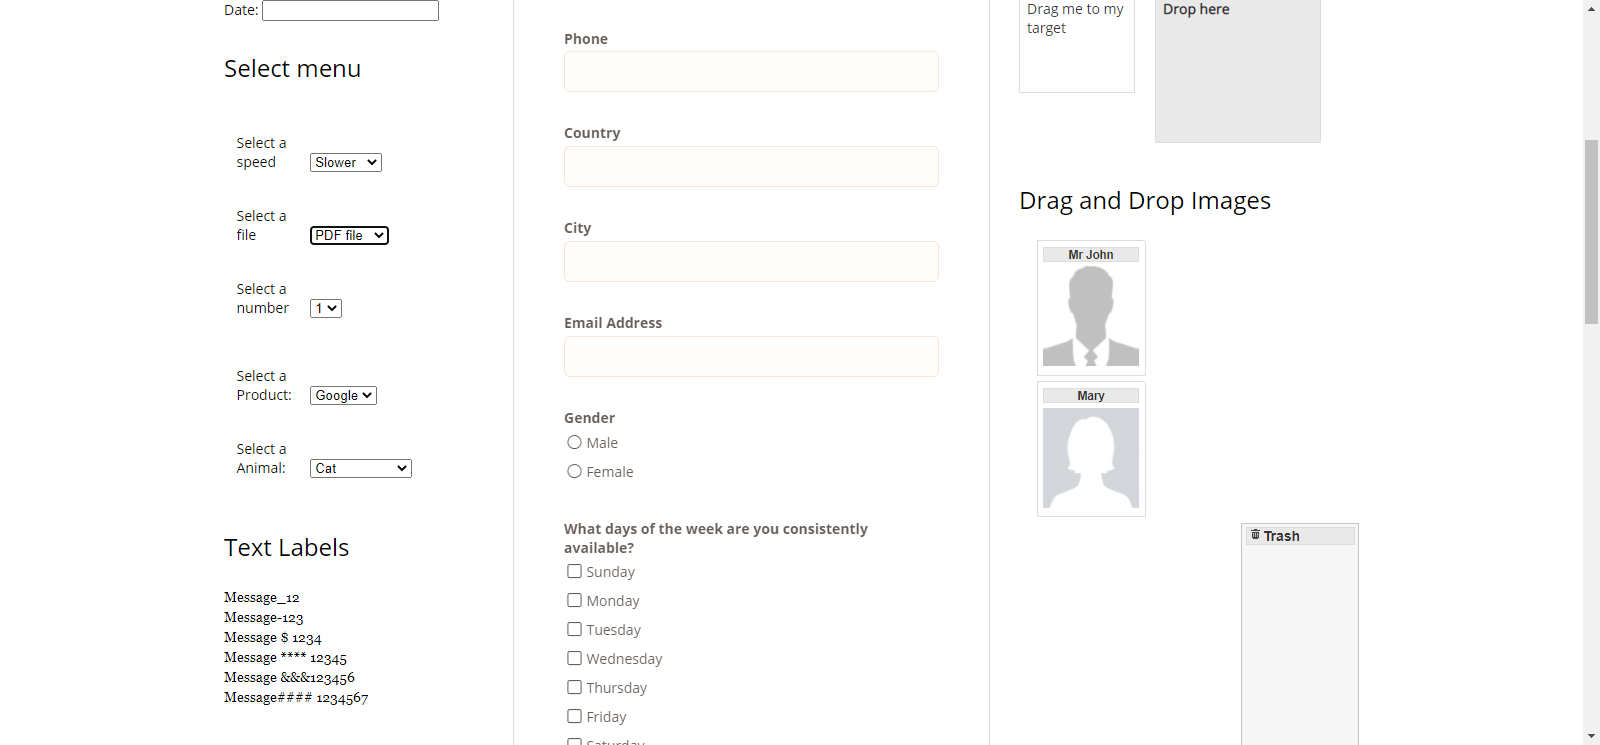 Date:
Select menu
Select a
speed
Slower
Select a
file
PDF file
Select a
number
1
Select a
Product:
Google
Select a
Animal:
Cat
Text Labels
Message_12
Message-123
Message $ 1234
Message **** 12345
Message &&&123456
Message#### 1234567
Phone
Country
City
Email Address
Gender
Male
Female
What days of the week are you consistently
available?
Sunday
Monday
Tuesday
Wednesday
Thursday
Friday
Saturday
Drag me to my
target
Drop here
Drag and Drop Images
Mr John
Mary
Trash